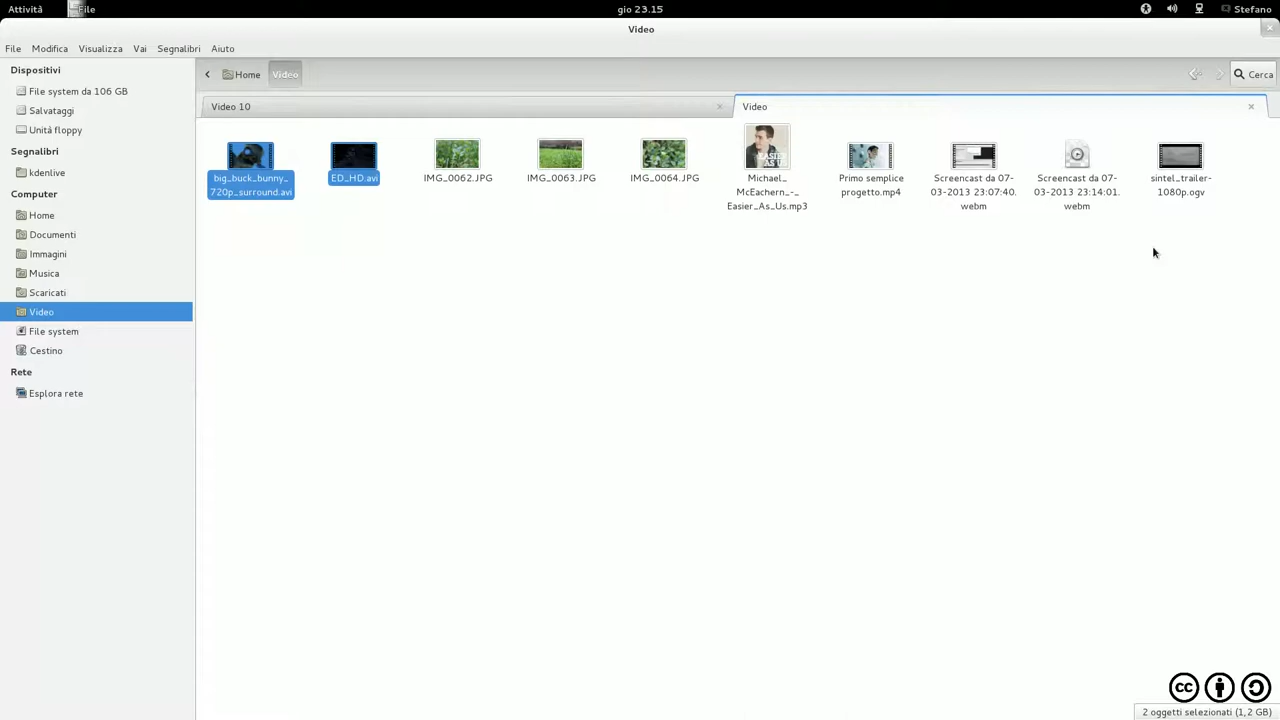 Attività File gio 23.15 Stefano
Video
File Modifica Visualizza Vai Segnalibri Aiuto
Dispositivi
File system da 106 GB
Salvataggi
Unità floppy
Segnalibri
kdenlive
Computer
Home
Documenti
Immagini
Musica
Scaricati
Video
File system
Cestino
Rete
Esplora rete
Home Video Cerca
Video 10 Video
big_buck_bunny_
720p_surround.avi
ED_HD.avi
IMG_0062.JPG
IMG_0063.JPG
IMG_0064.JPG
Michael_
McEachern_-_
Easier_As_Us.mp3
Primo semplice
progetto.mp4
Screencast da 07-
03-2013 23:07:40.
webm
Screencast da 07-
03-2013 23:14:01.
webm
sintel_trailer-
1080p.ogv
cc
2 oggetti selezionati (1,2 GB)